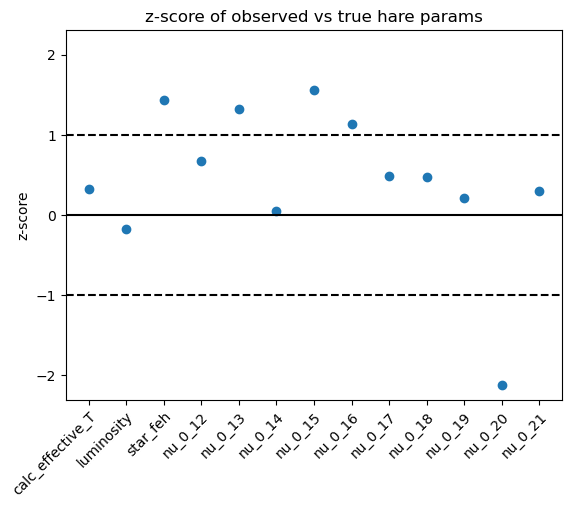 z-score of observed vs true hare params
z-score
2
1
0
−1
−2
calc_effective_T
luminosity
star_feh
nu_0_12
nu_0_13
nu_0_14
nu_0_15
nu_0_16
nu_0_17
nu_0_18
nu_0_19
nu_0_20
nu_0_21